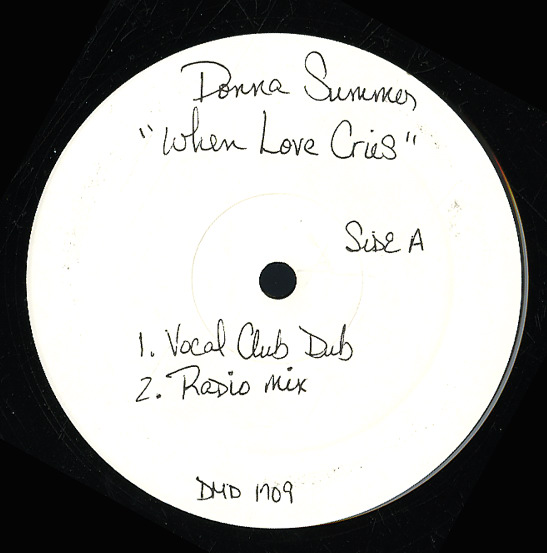 Donna Summer
"When Love Cries"
Side A
1. Vocal Club Dub
2. Radio Mix
DMD 1709